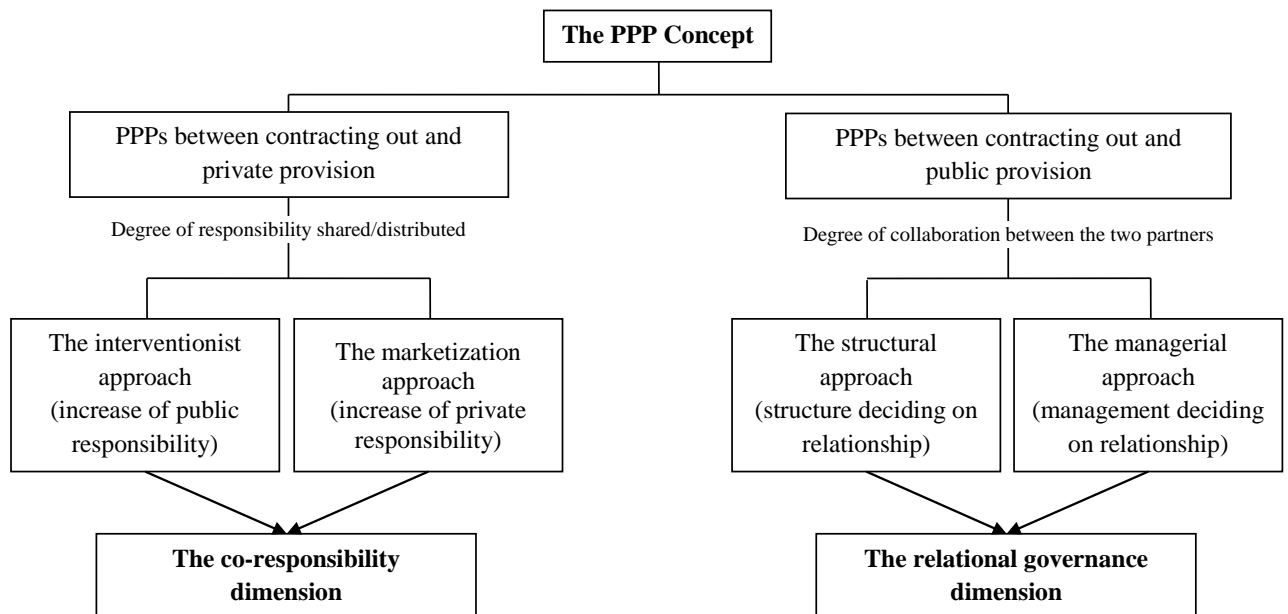 The PPP Concept
PPPs between contracting out and
private provision
PPPs between contracting out and
public provision
Degree of responsibility shared/distributed
Degree of collaboration between the two partners
The interventionist
approach
(increase of public
responsibility)
The marketization
approach
(increase of private
responsibility)
The structural
approach
(structure deciding on
relationship)
The managerial
approach
(management deciding
on relationship)
The co-responsibility
dimension
The relational governance
dimension